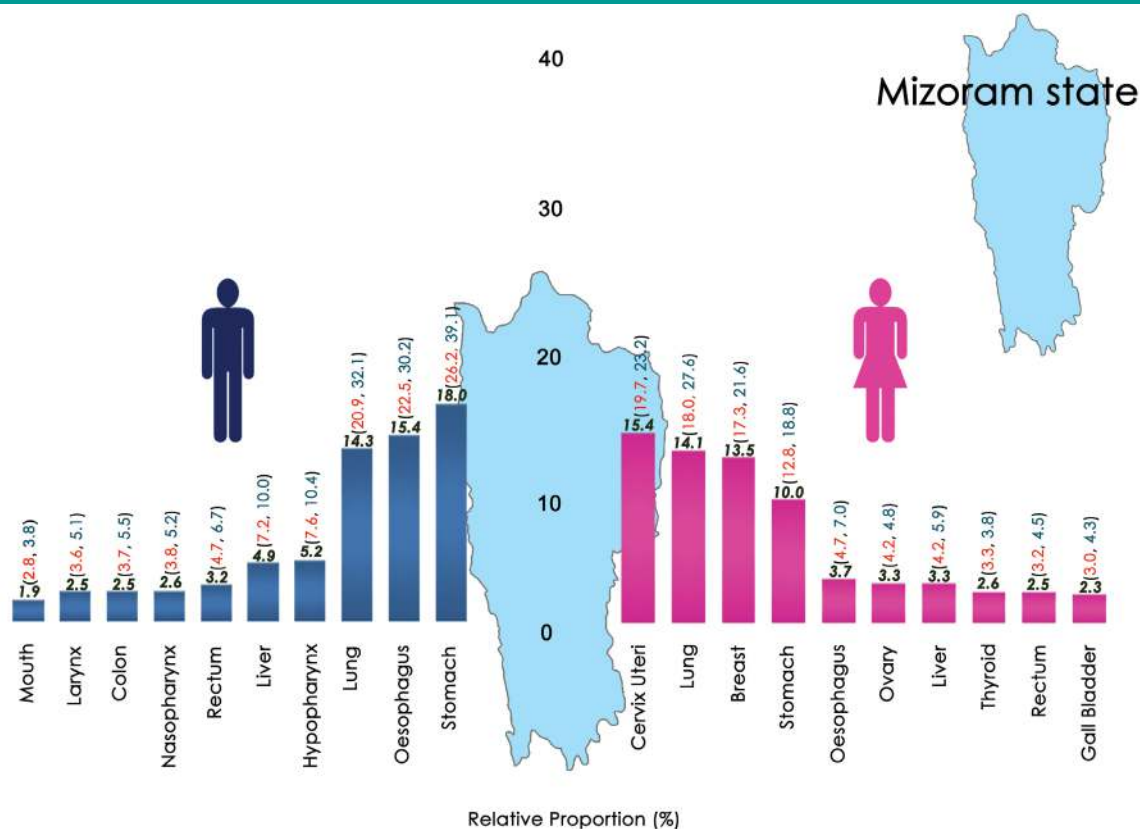 Mizoram state
40
30
20
10
0
1.9 (2.8, 3.8)
2.5 (3.6, 5.1)
2.5 (3.7, 5.5)
2.6 (3.8, 5.2)
3.2 (4.7, 6.7)
4.9 (7.2, 10.0)
5.2 (7.6, 10.4)
14.3 (20.9, 32.1)
15.4 (22.5, 30.2)
18.0 (26.2, 39.1)
15.4 (19.7, 23.2)
14.1 (18.0, 27.6)
13.5 (17.3, 21.6)
10.0 (12.8, 18.8)
3.7 (4.7, 7.0)
3.3 (4.2, 4.8)
3.3 (4.2, 5.9)
2.6 (3.3, 3.8)
2.5 (3.2, 4.5)
2.3 (3.0, 4.3)
Mouth
Larynx
Colon
Nasopharynx
Rectum
Liver
Hypopharynx
Lung
Oesophagus
Stomach
Cervix Uteri
Lung
Breast
Stomach
Oesophagus
Ovary
Liver
Thyroid
Rectum
Gall Bladder
Relative Proportion (%)